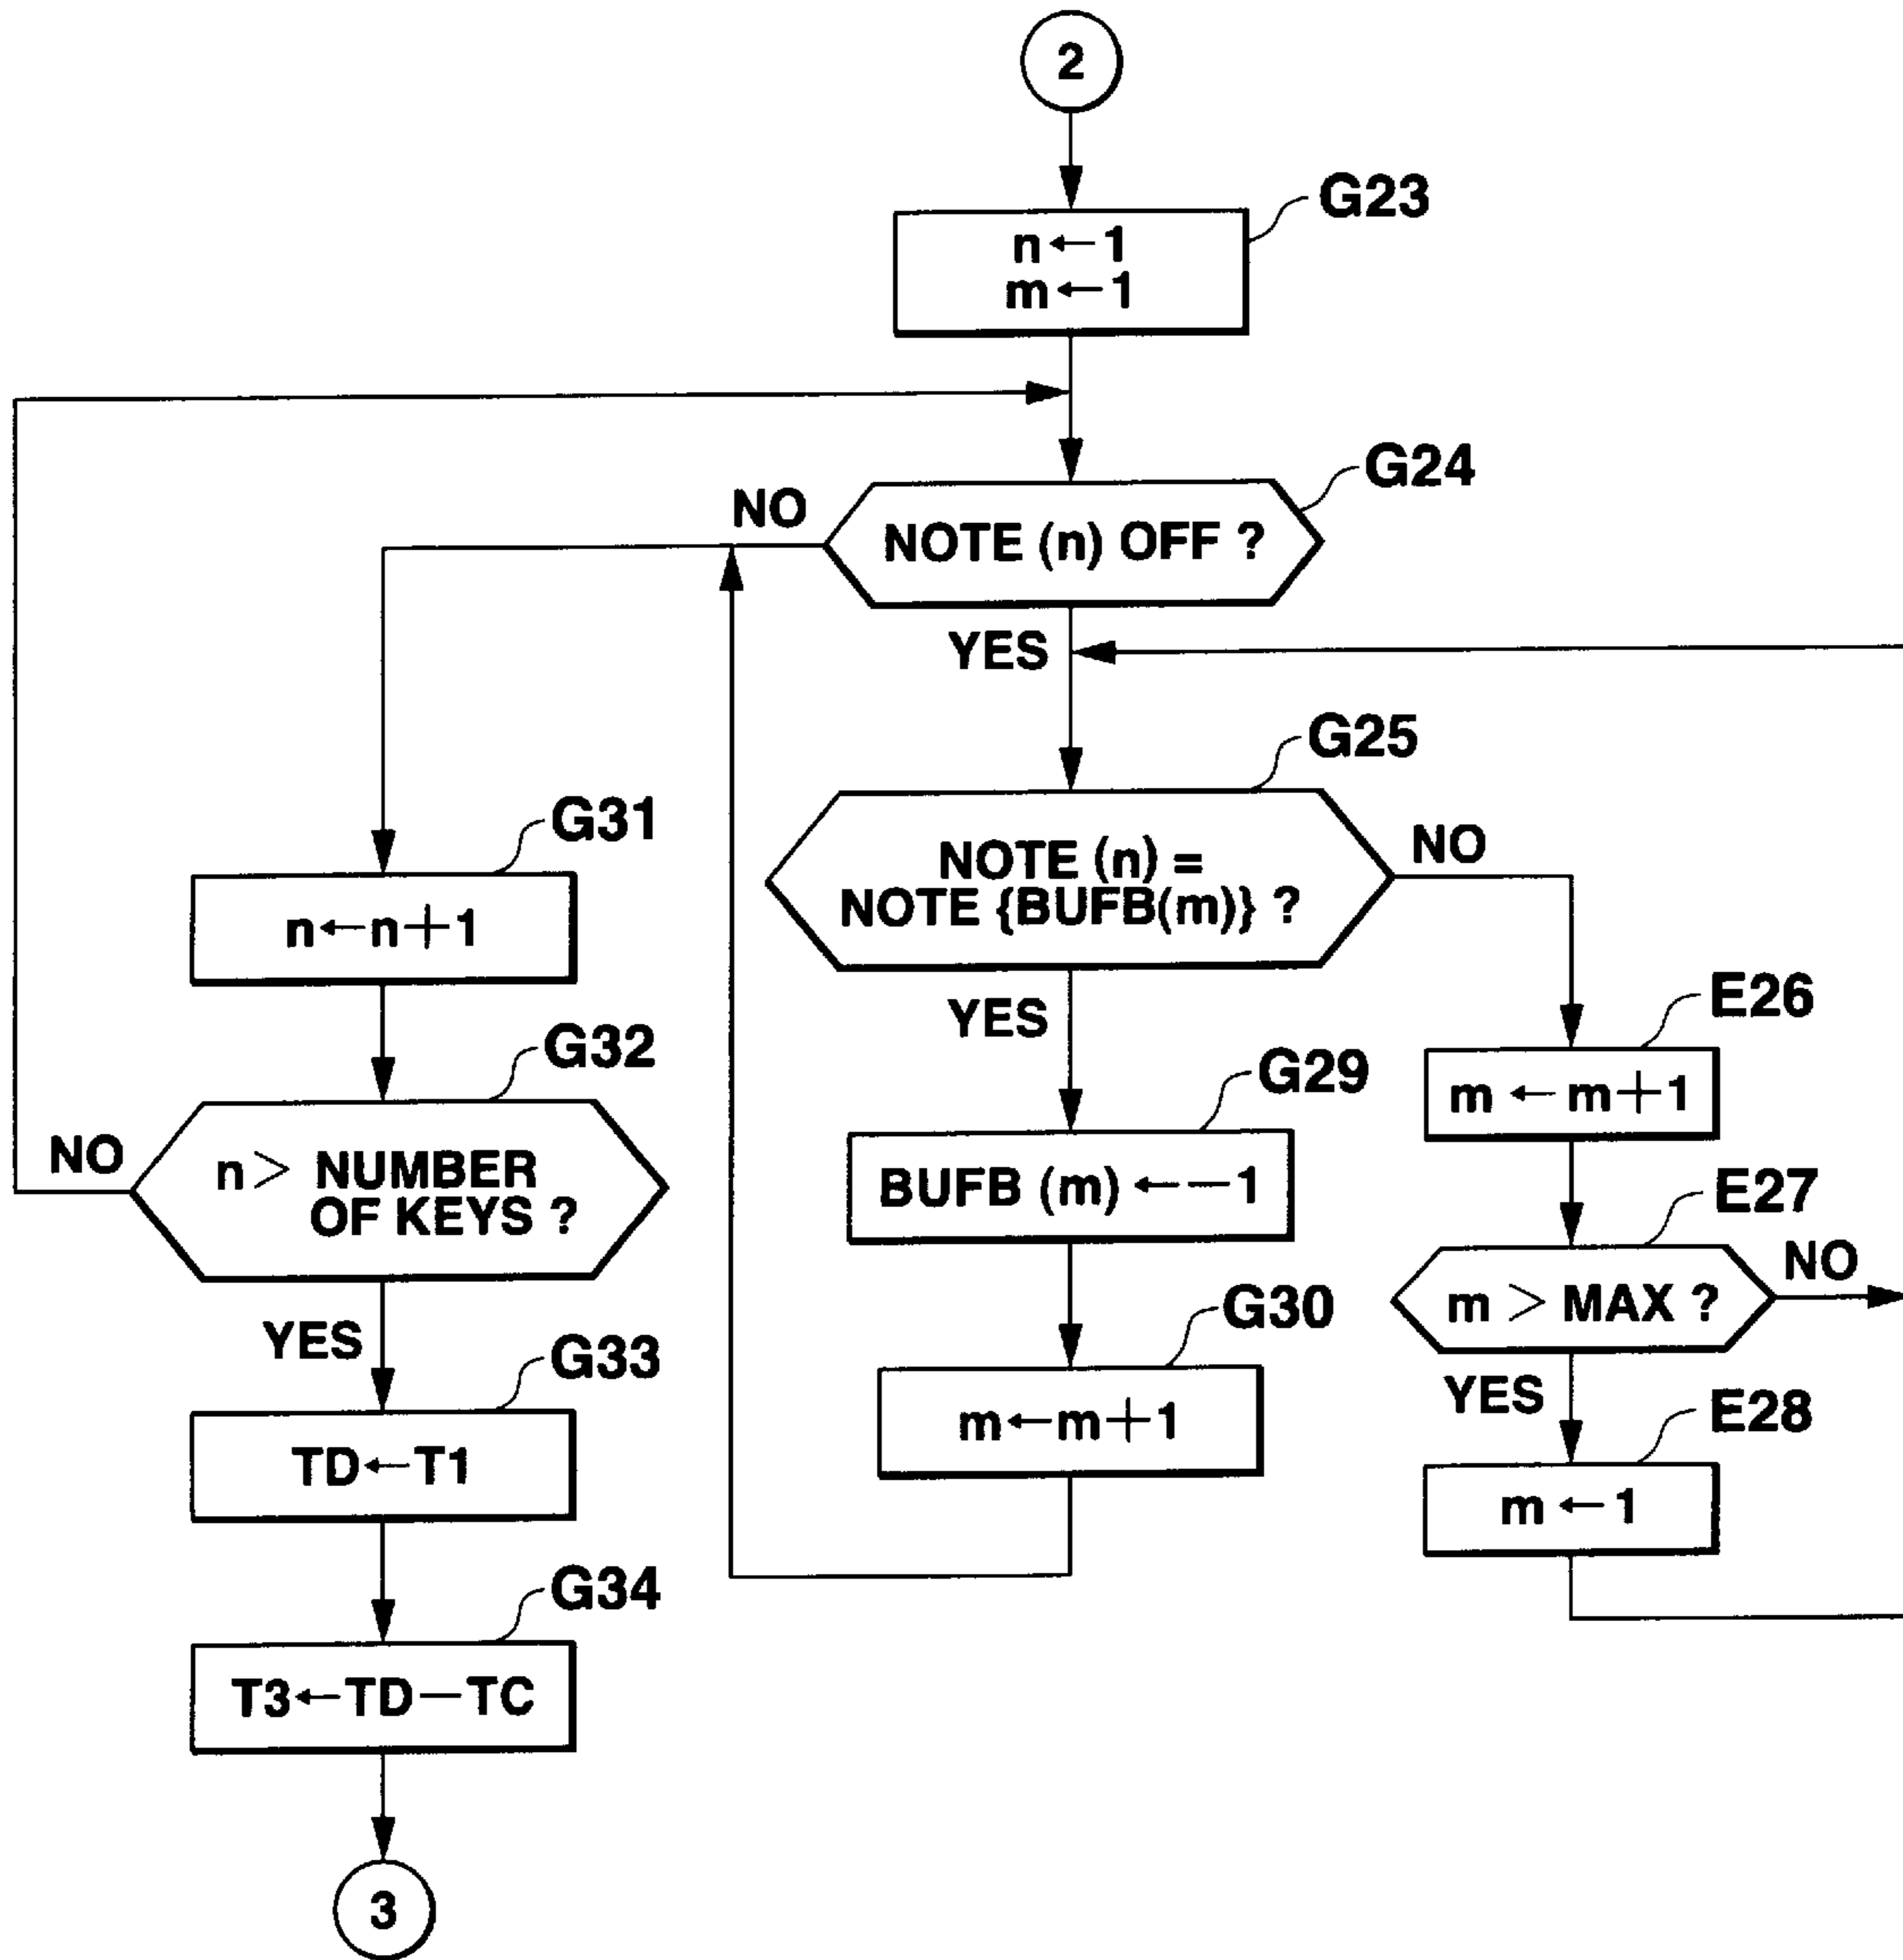 2
G23
n←1
m←1
G24
NO
NOTE (n) OFF ?
YES
G25
NOTE (n) =
NOTE {BUFB(m)} ?
NO
YES
G31
n←n+1
G32
NO
n> NUMBER
OF KEYS ?
YES
G33
TD←T1
G34
T3←TD—TC
3
G29
BUFB (m)←—1
G30
m←m+1
E26
m ← m+1
E27
m > MAX ?
NO
YES
E28
m ← 1